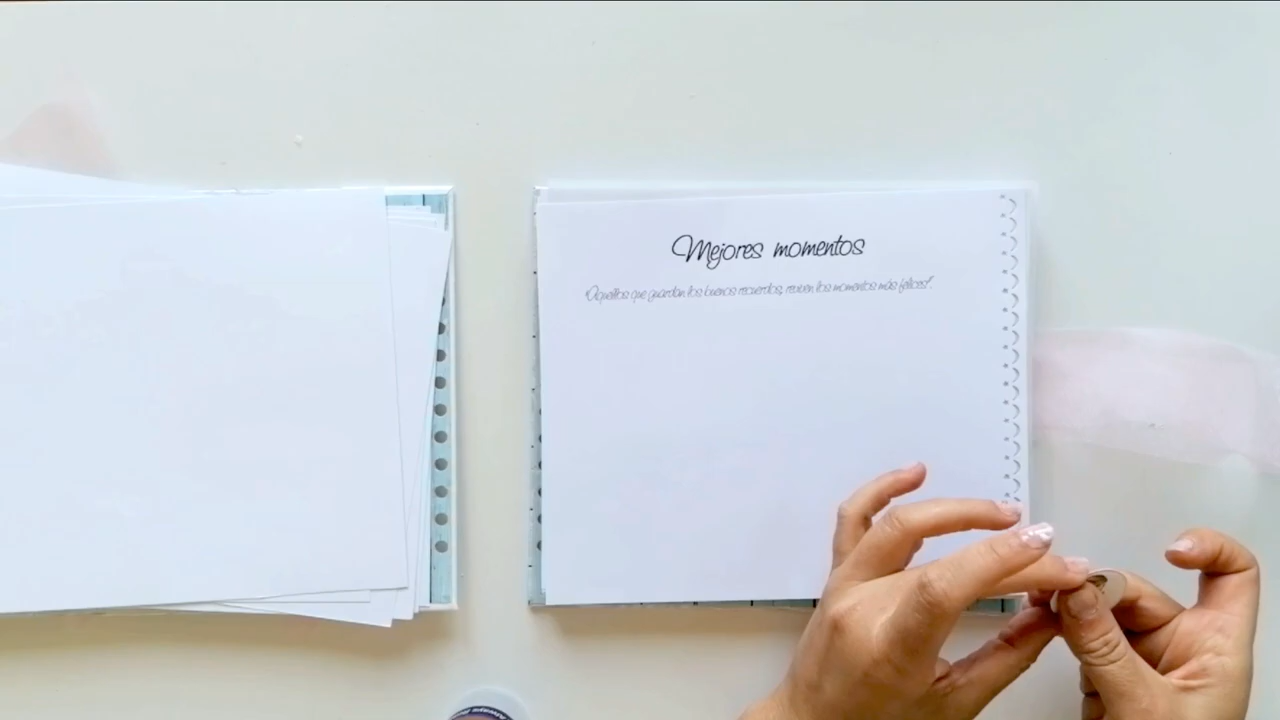 Mejores momentos
"Aquellos que guardan los buenos recuerdos, reviven los momentos más felices".